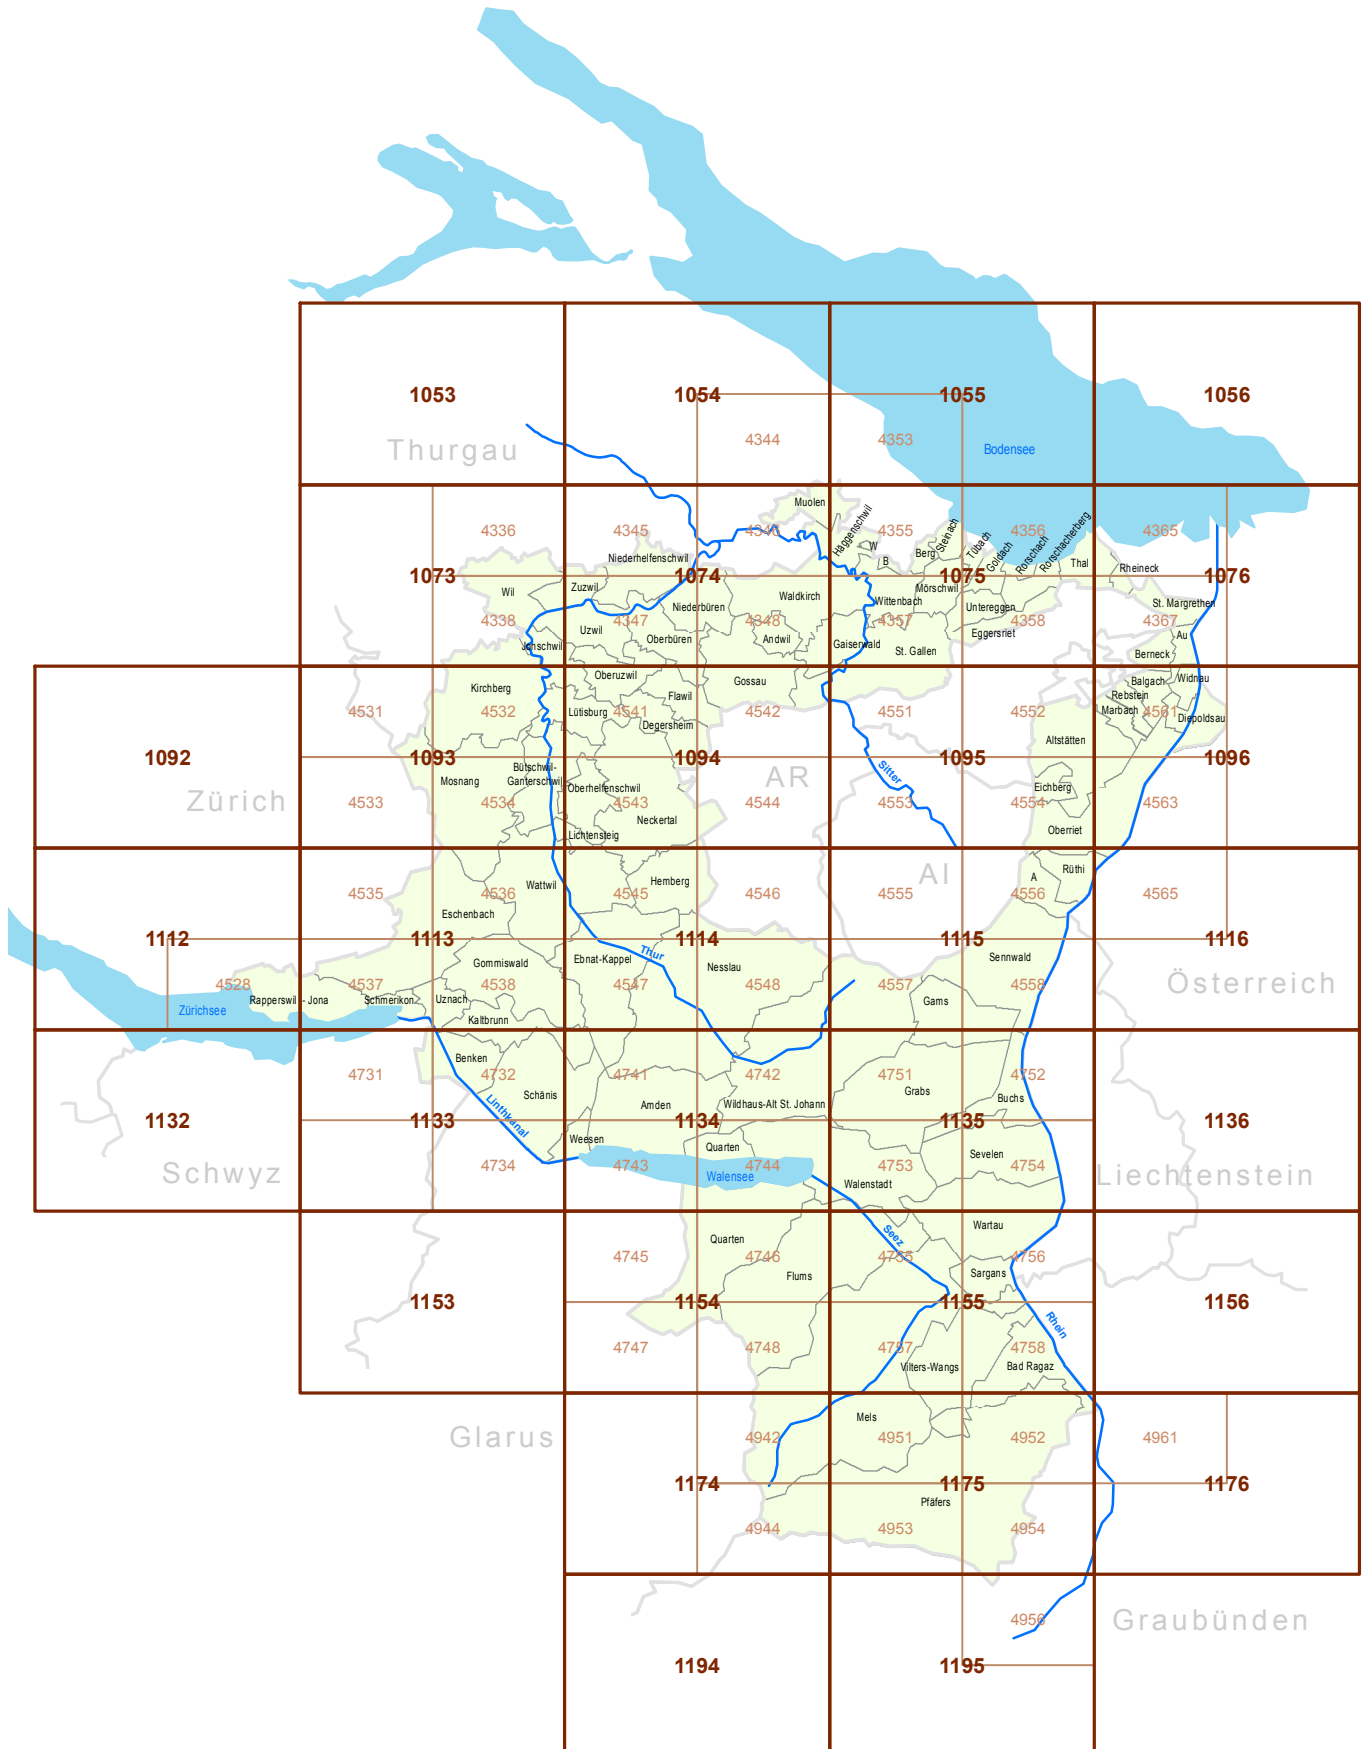 1053
1054
1055
1056
Thurgau
4344
4353
Bodensee
Muolen
Häggenschwil
4336
4345
4346
4355
Steinach
4356
Rorschacherberg
4365
W
B
Berg
Tübach
Goldach
Rorschach
Niederhelfenschwil
Thal
Rheineck
1073
1074
1075
1076
Wil
Zuzwil
Waldkirch
Mörschwil
Niederbüren
Wittenbach
Untereggen
St. Margrethen
4338
4347
4348
4357
4358
4367
Uzwil
Oberbüren
Andwil
Eggersriet
Au
Jonschwil
Gaiserwald
St. Gallen
Berneck
Oberuzwil
Gossau
Balgach
Widnau
Kirchberg
Flawil
Rebstein
4531
4532
Lütisburg
4541
4542
4551
4552
Marbach
4561
Degersheim
Diepoldsau
Altstätten
1092
1093
1094
1095
1096
Bütschwil-
Ganterschwil
Mosnang
AR
Sitter
Oberhelfenschwil
Eichberg
Zürich
4533
4534
4543
4544
4553
4554
4563
Neckertal
Lichtensteig
Oberriet
Rüthi
AI
A
Wattwil
Hemberg
4535
4536
4545
4546
4555
4556
4565
Eschenbach
1112
1113
1114
1115
1116
Thur
Ebnat-Kappel
Sennwald
Gommiswald
Nesslau
4528
4537
4538
4547
4548
4557
4558
Österreich
Rapperswil - Jona
Schmerikon
Uznach
Gams
Zürichsee
Kaltbrunn
Benken
4731
4732
4741
4742
4751
4752
Schänis
Grabs
Amden
Wildhaus-Alt St. Johann
Buchs
Linthkanal
1132
1133
1134
1135
1136
Weesen
Quarten
Sevelen
Schwyz
4734
4743
4744
4753
4754
Walensee
Walenstadt
Liechtenstein
Wartau
Quarten
Seez
4745
4746
4755
4756
Flums
Sargans
1153
1154
1155
1156
Rhein
4747
4748
4757
4758
Vilters-Wangs
Bad Ragaz
Mels
Glarus
4942
4951
4952
4961
1174
1175
1176
Pfäfers
4944
4953
4954
4956
Graubünden
1194
1195